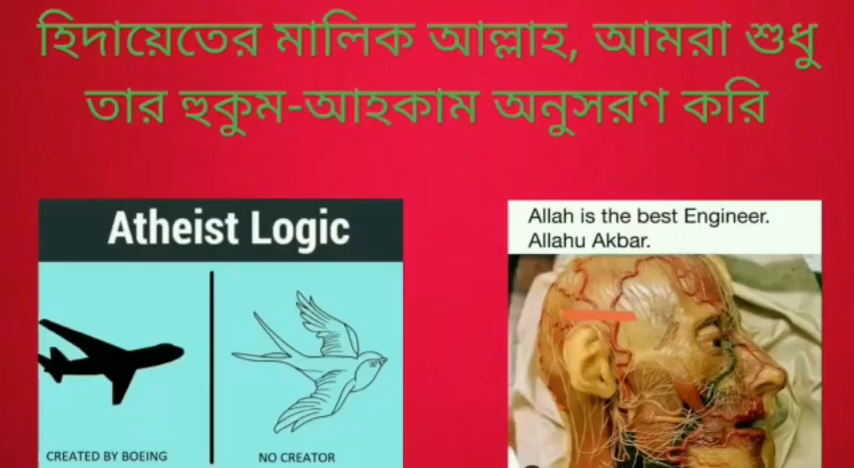 হিদায়েতের মালিক আল্লাহ, আমরা শুধু
তার হুকুম-আহকাম অনুসরণ করি
Atheist Logic
CREATED BY BOEING
NO CREATOR
Allah is the best Engineer.
Allahu Akbar.